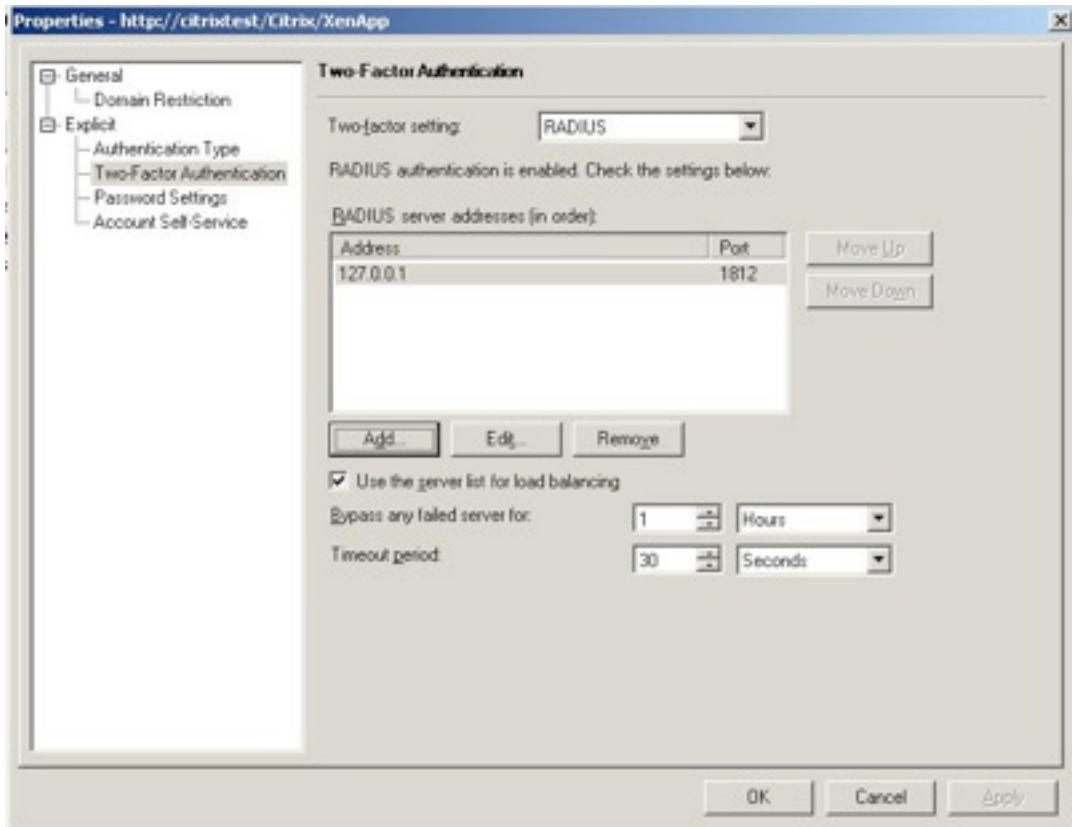 Properties - http://citrixtest/Citrix/XenApp
General
Domain Restriction
Explicit
Authentication Type
Two-Factor Authentication
Password Settings
Account Self-Service
Two-Factor Authentication
Two-factor setting: RADIUS
RADIUS authentication is enabled. Check the settings below:
RADIUS server addresses (in order):
Address Port
127.0.0.1 1812
Move Up
Move Down
Add... Edit... Remove
Use the server list for load balancing
Bypass any failed server for: 1 Hours
Timeout period: 30 Seconds
OK Cancel Apply